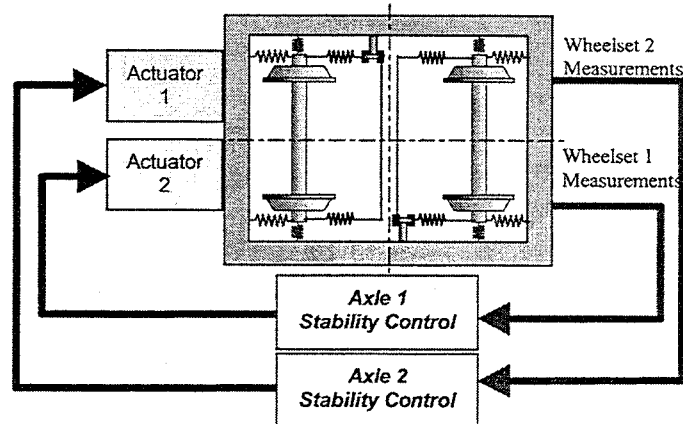 Actuator
1
Actuator
2
Wheelset 2
Measurements
Wheelset 1
Measurements
Axle 1
Stability Control
Axle 2
Stability Control